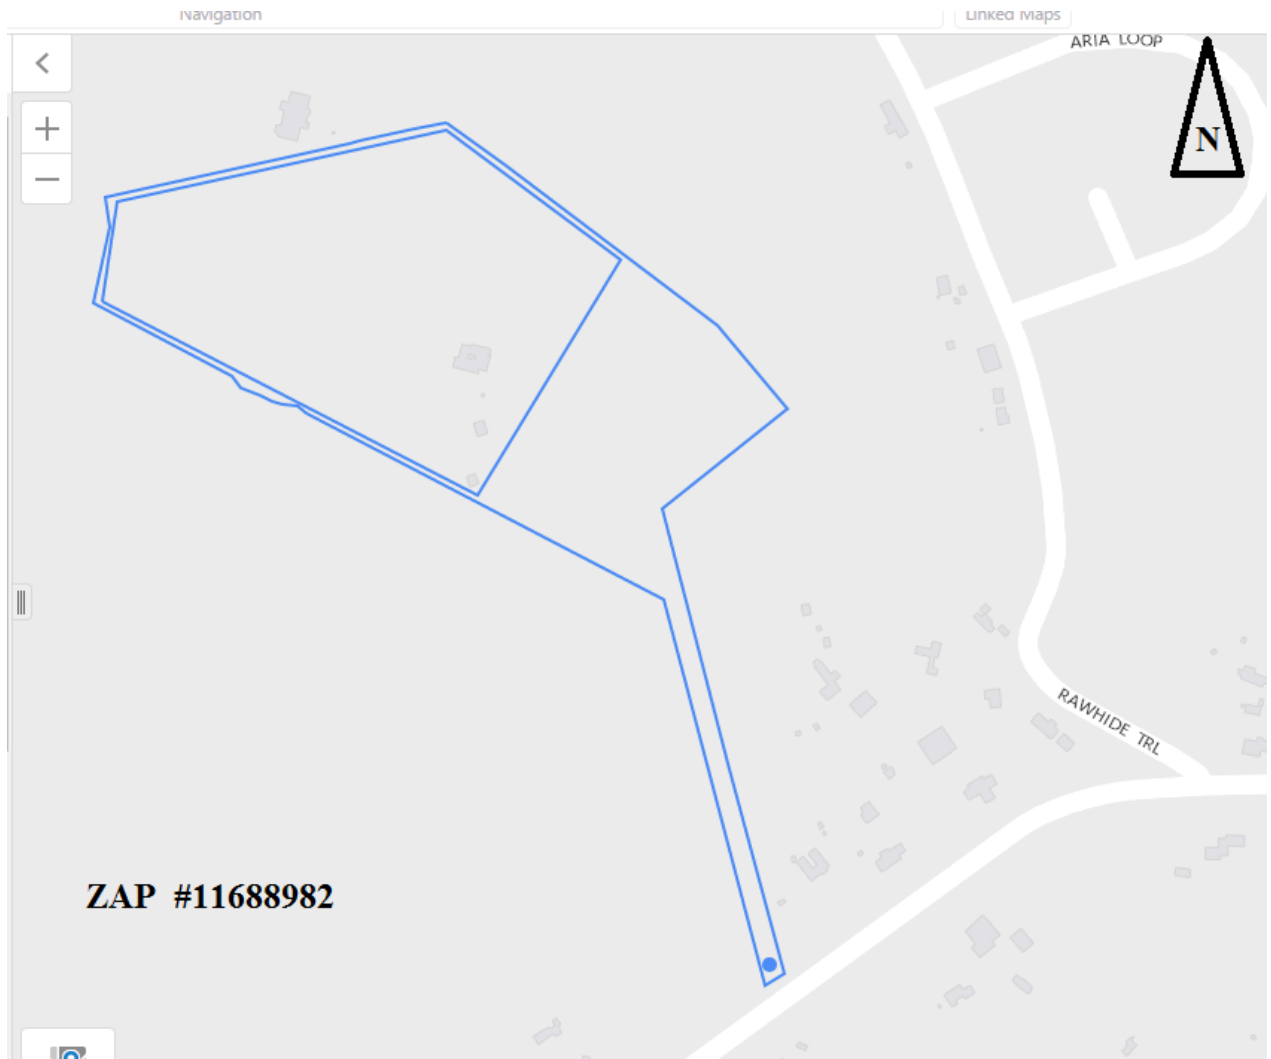 Navigation
Linked Maps
ARIA LOOP
N
RAWHIDE TRL
ZAP #11688982